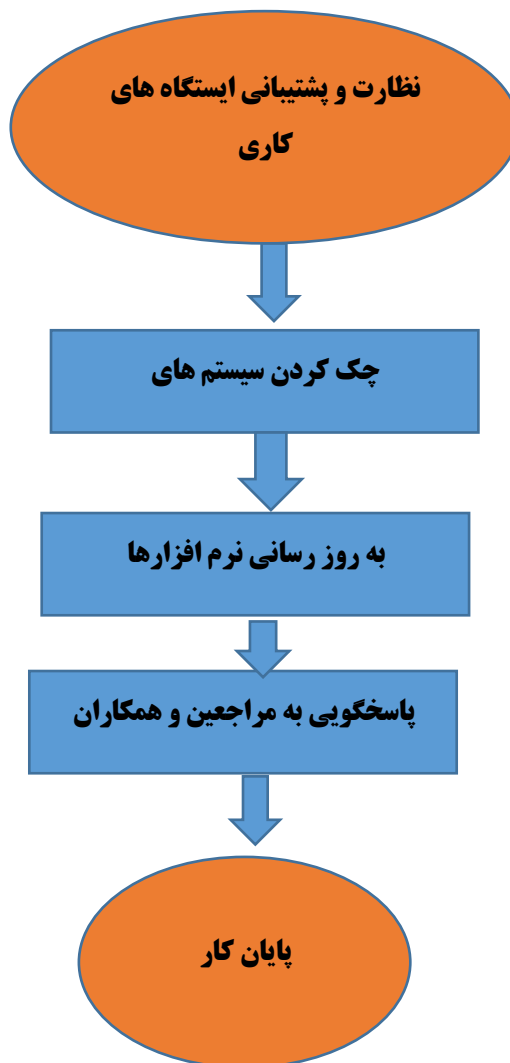 نظارت و پشتیبانی ایستگاه های
کاری
چک کردن سیستم های
به روز رسانی نرم افزارها
پاسخگویی به مراجعین و همکاران
پایان کار